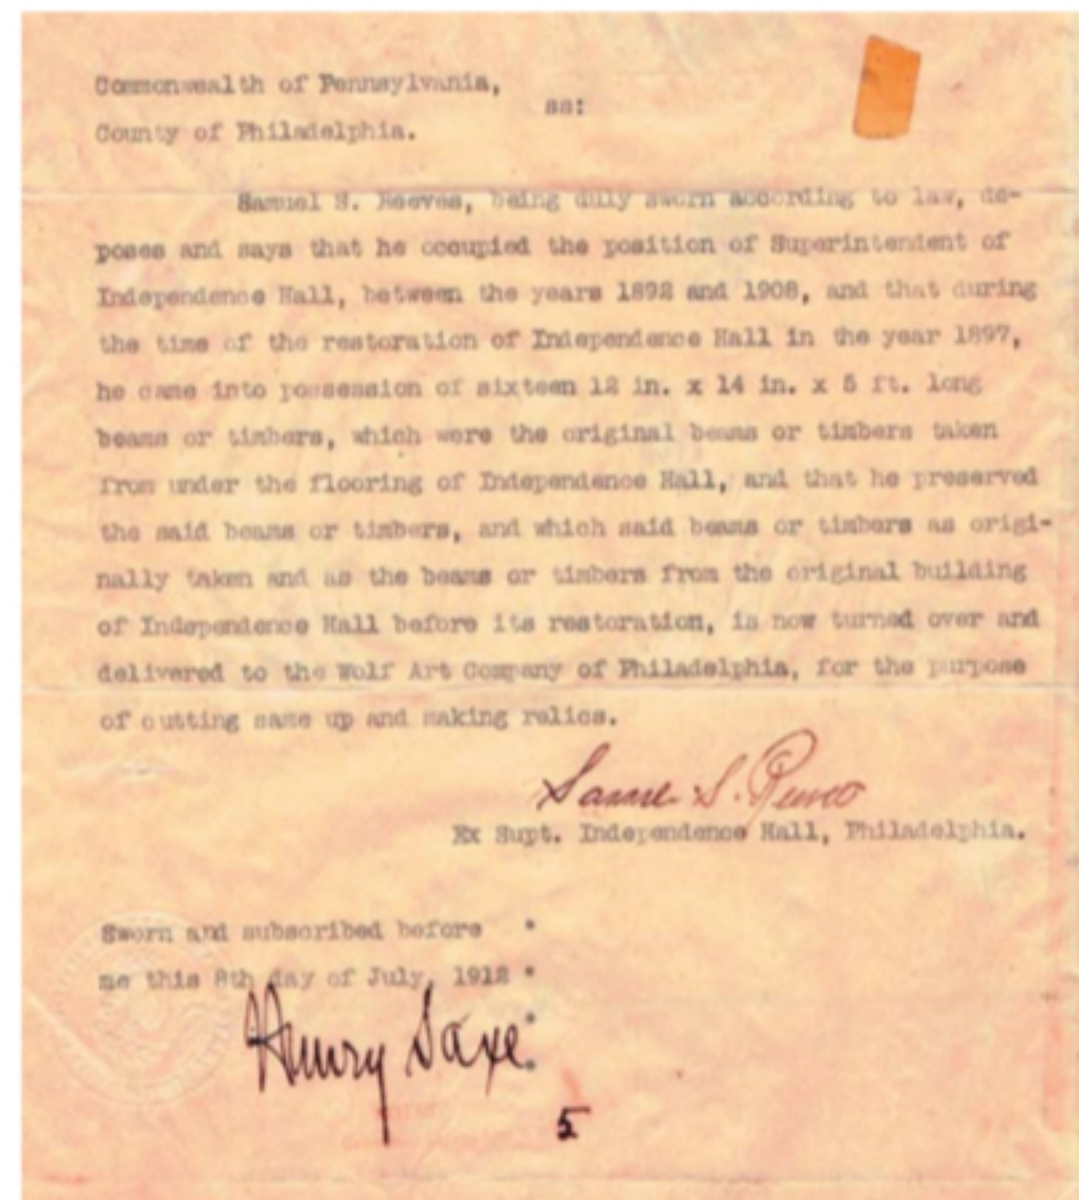 Commonwealth of Pennsylvania,
ss:
County of Philadelphia.
Samuel S. Reeves, being duly sworn according to law, de-
poses and says that he occupied the position of Superintendent of
Independence Hall, between the years 1892 and 1908, and that during
the time of the restoration of Independence Hall in the year 1897,
he came into possession of sixteen 12 in. x 14 in. x 5 ft. long
beams or timbers, which were the original beams or timbers taken
from under the flooring of Independence Hall, and that he preserved
the said beams or timbers, and which said beams or timbers as origi-
nally taken and as the beams or timbers from the original building
of Independence Hall before its restoration, is now turned over and
delivered to the Wolf Art Company of Philadelphia, for the purpose
of cutting same up and making relics.
Samuel S. Reeves
Ex Supt. Independence Hall, Philadelphia.
Sworn and subscribed before
me this 8th day of July, 1912
Henry Saxe
5